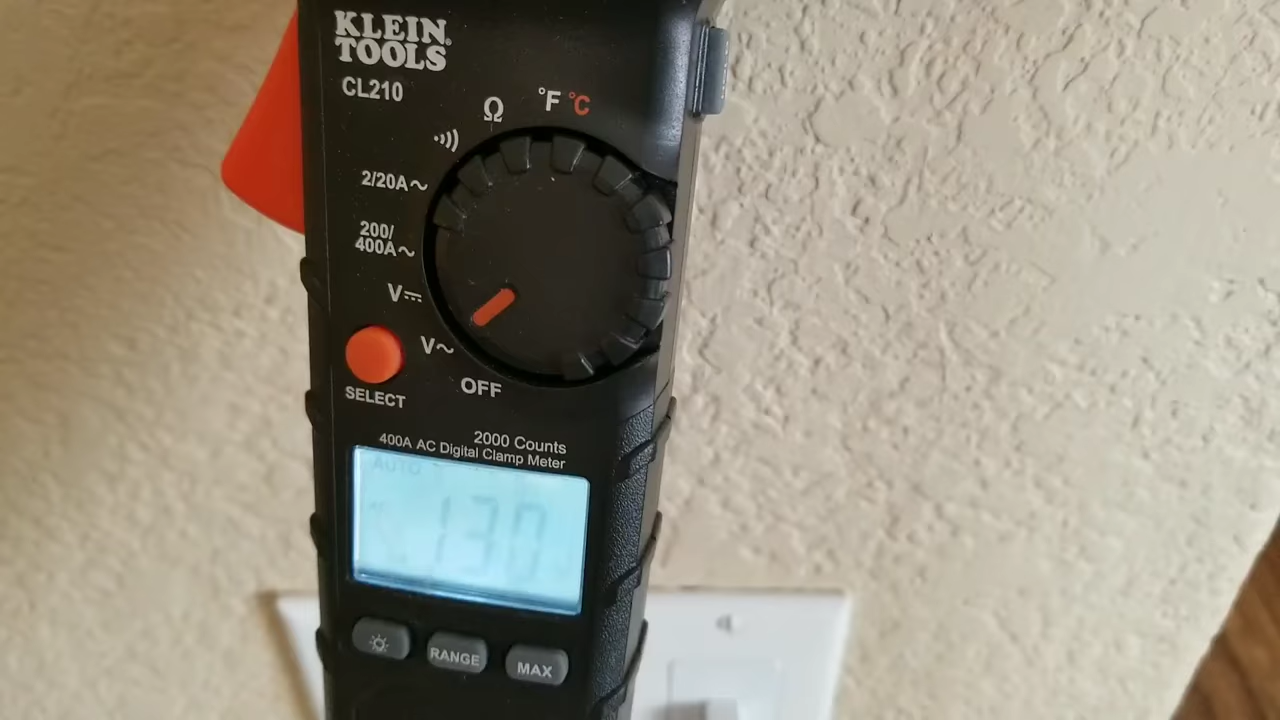 KLEIN
TOOLS®
CL210
°F °C
Ω
2/20A~
200/
400A~
V⎓
V~
OFF
SELECT
2000 Counts
400A AC Digital Clamp Meter
AUTO
RANGE
MAX